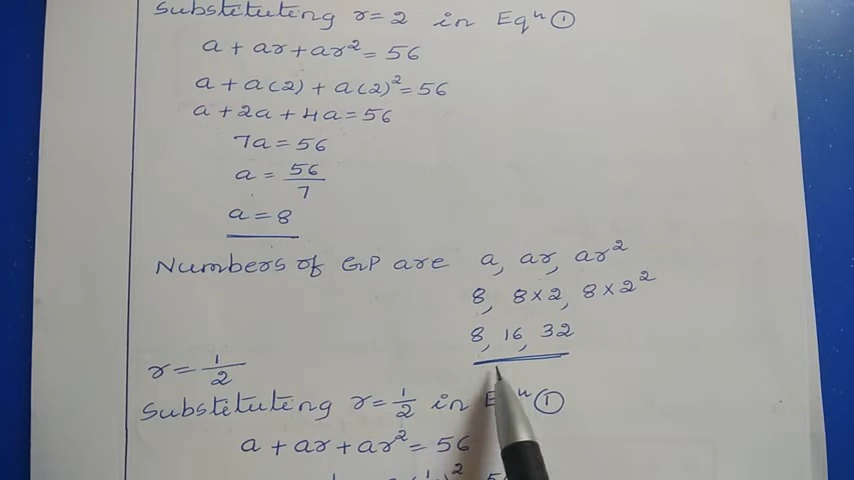 Substituting r = 2 in Eqⁿ ①
a + ar + ar² = 56
a + a(2) + a(2)² = 56
a + 2a + 4a = 56
7a = 56
a = 56/7
a = 8
Numbers of GP are a, ar, ar²
8, 8×2, 8×2²
8, 16, 32
r = 1/2
Substituting r = 1/2 in Eqⁿ ①
a + ar + ar² = 56